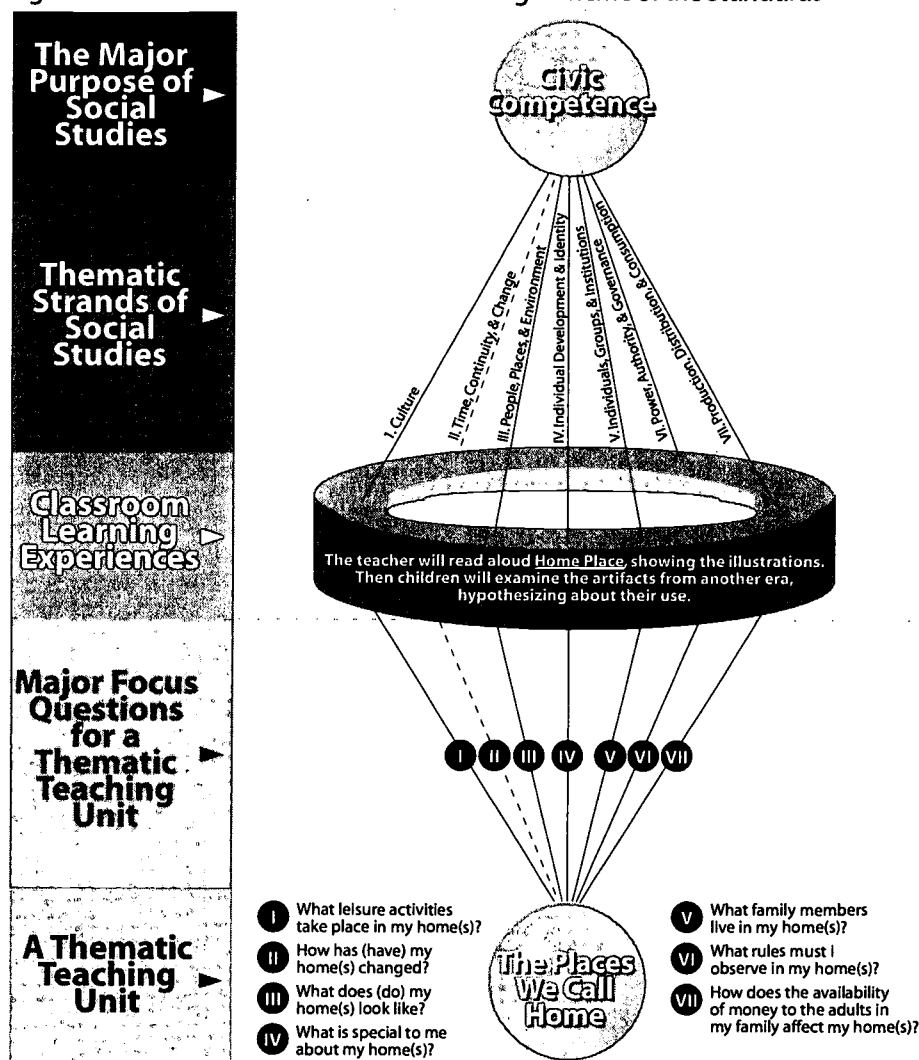 The Major
Purpose of
Social
Studies
Civic
Competence
Thematic
Strands of
Social
Studies
1. Culture
II. Time, Continuity, & Change
III. People, Places, & Environment
IV. Individual Development & Identity
V. Individuals, Groups, & Institutions
VI. Power, Authority, & Governance
VII. Production, Distribution, & Consumption
Classroom
Learning
Experiences
The teacher will read aloud Home Place, showing the illustrations.
Then children will examine the artifacts from another era,
hypothesizing about their use.
Major Focus
Questions
for a
Thematic
Teaching
Unit
I
II
III
IV
V
VI
VII
A Thematic
Teaching
Unit
I What leisure activities
take place in my home(s)?
II How has (have) my
home(s) changed?
III What does (do) my
home(s) look like?
IV What is special to me
about my home(s)?
The Places
We Call
Home
V What family members
live in my home(s)?
VI What rules must I
observe in my home(s)?
VII How does the availability
of money to the adults in
my family affect my home(s)?